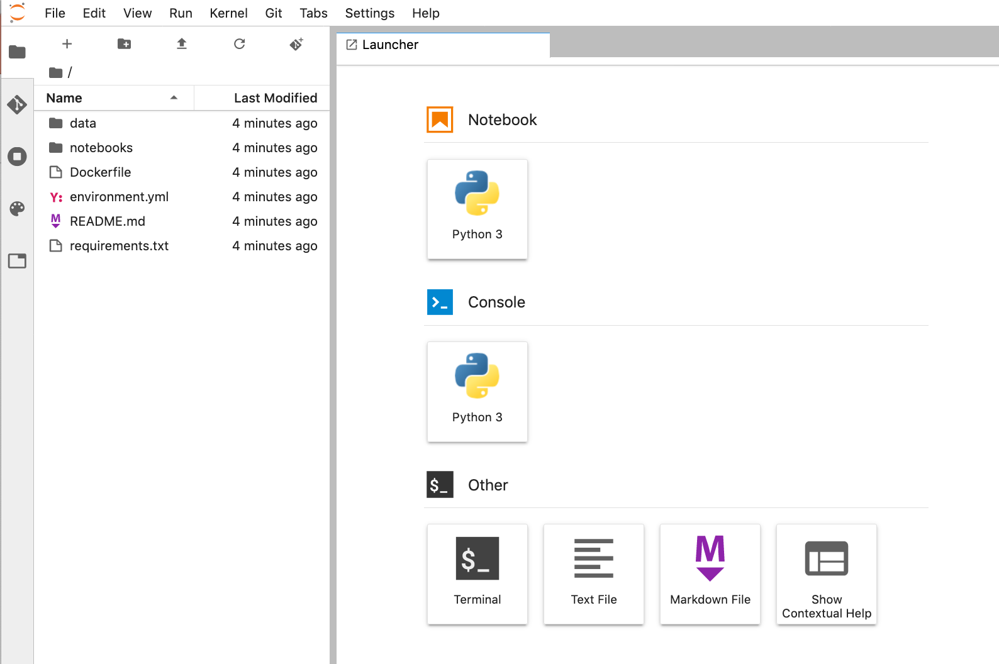 File Edit View Run Kernel Git Tabs Settings Help
Launcher
/
Name Last Modified
data 4 minutes ago
notebooks 4 minutes ago
Dockerfile 4 minutes ago
Y: environment.yml 4 minutes ago
M README.md 4 minutes ago
requirements.txt 4 minutes ago
Notebook
Python 3
Console
Python 3
$_ Other
$_
Terminal
Text File
M
Markdown File
Show
Contextual Help